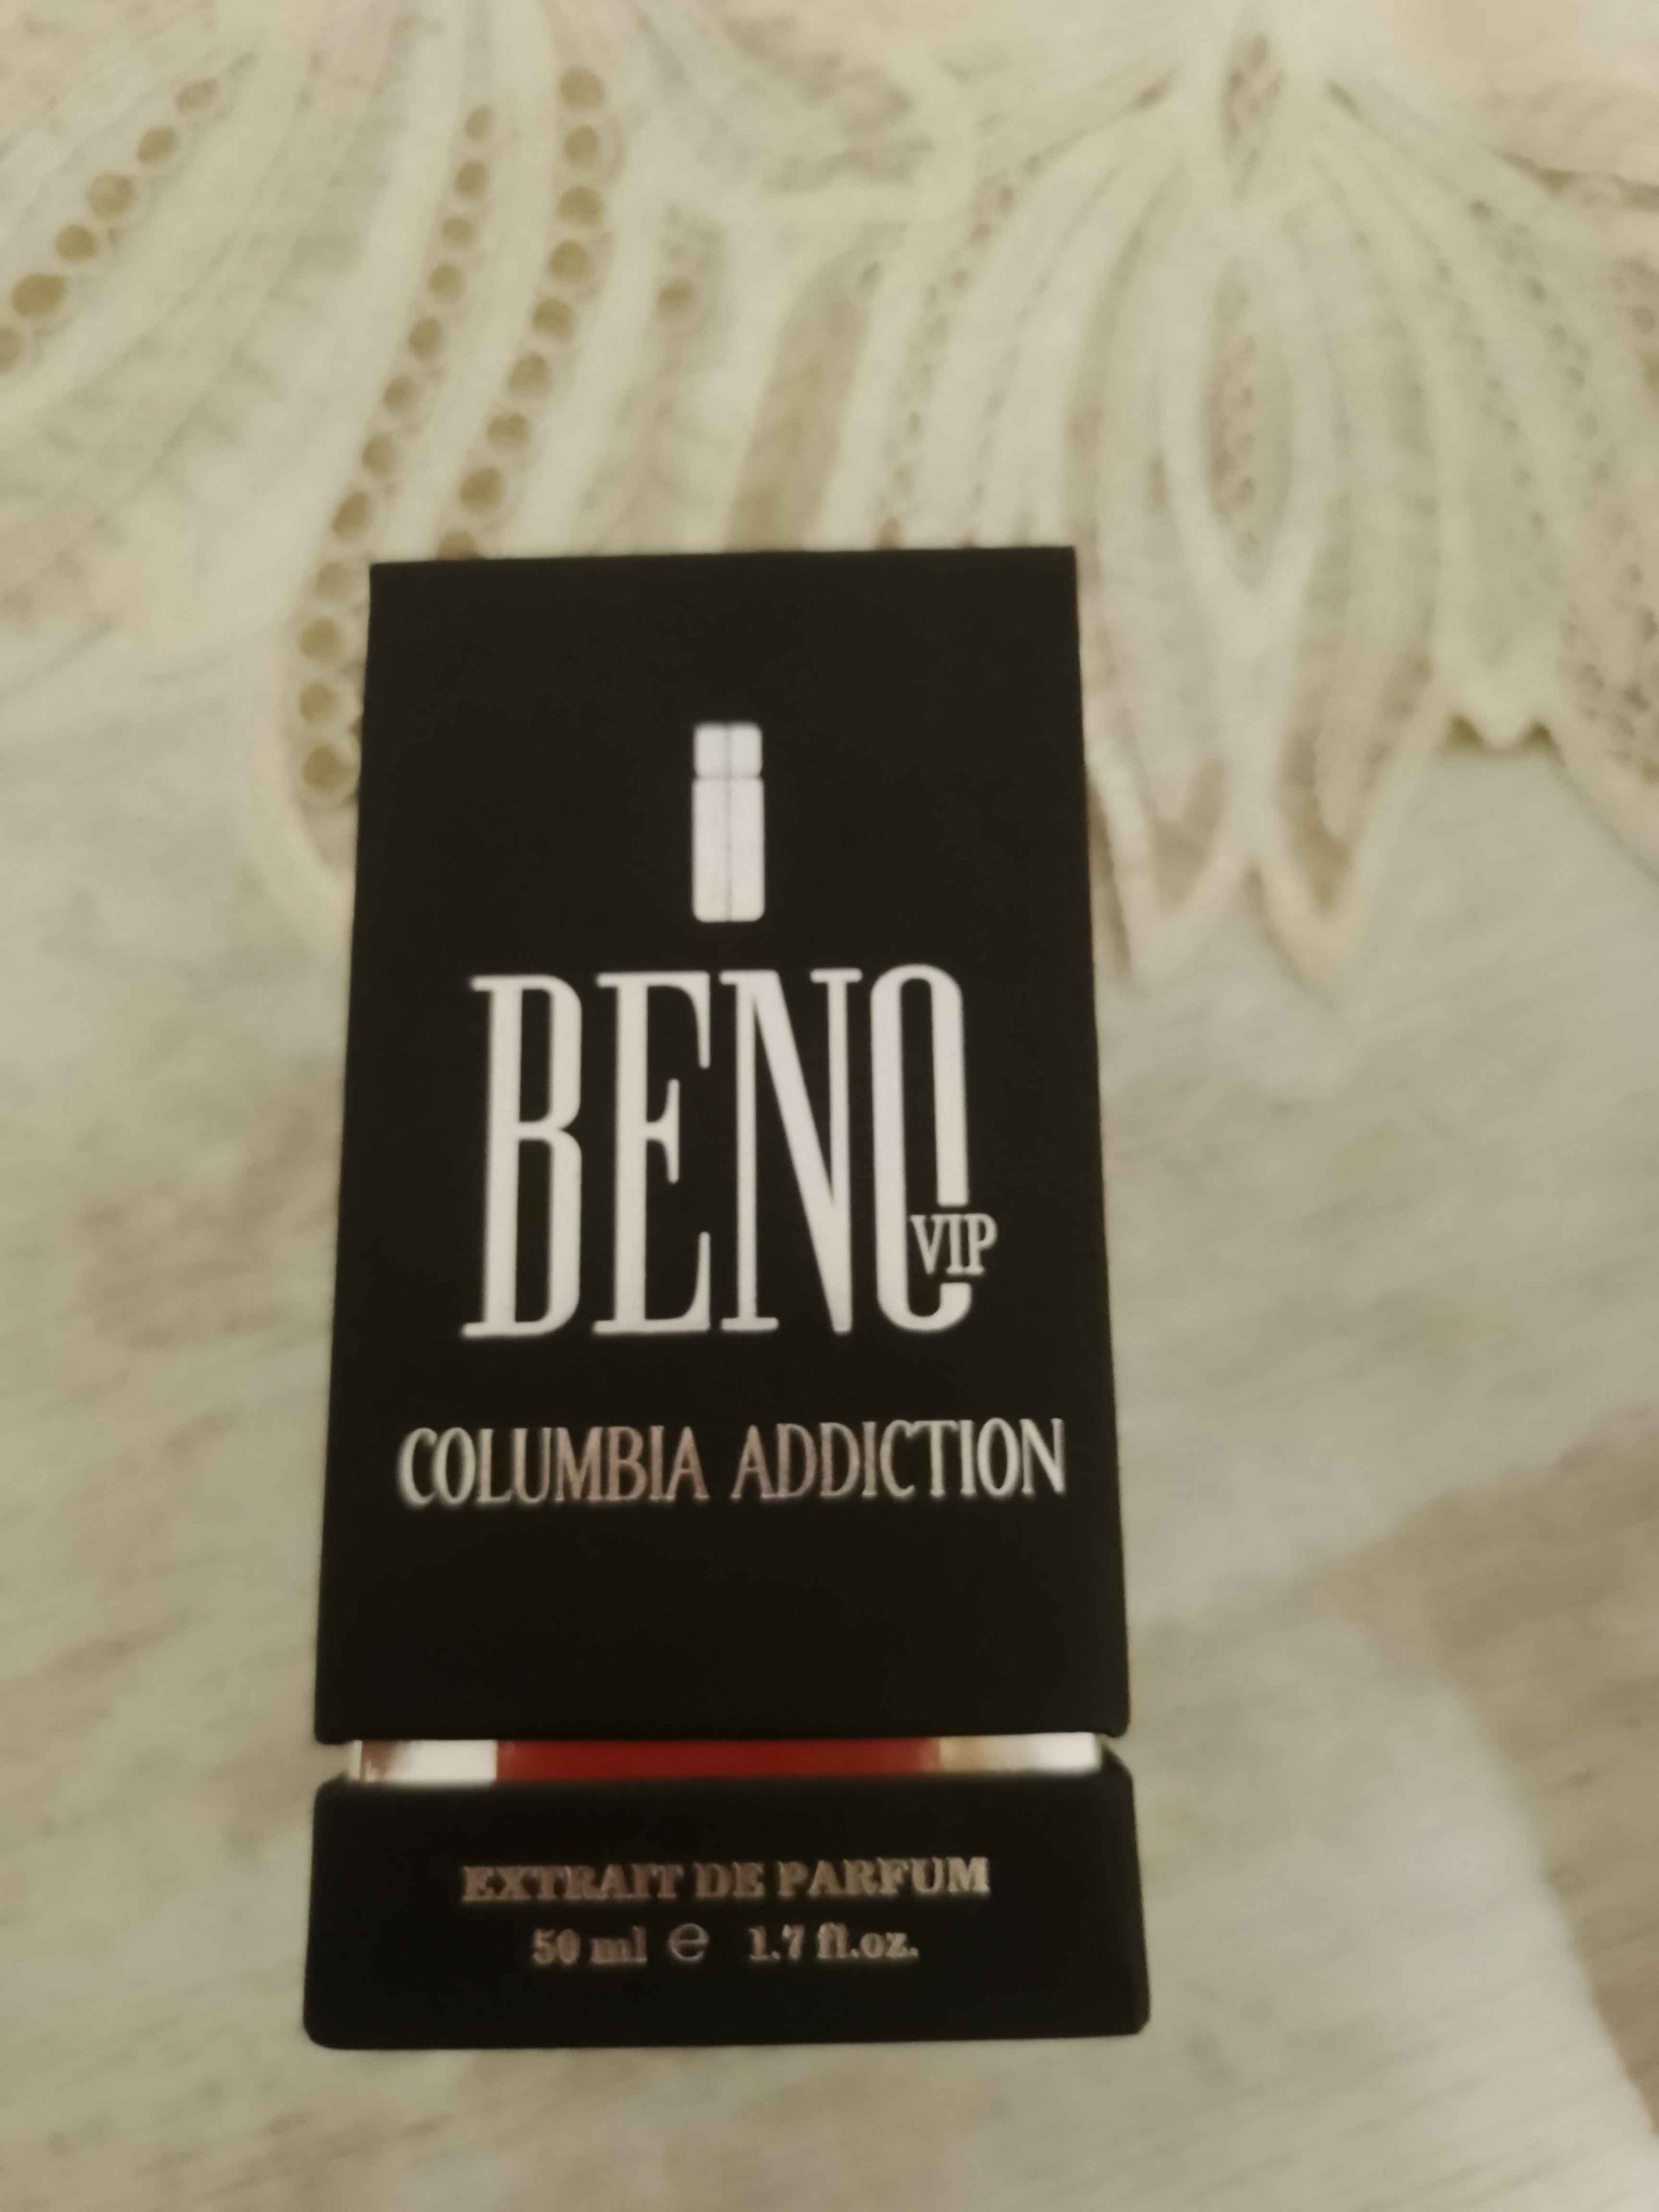 BENO
VIP
COLUMBIA ADDICTION
EXTRAIT DE PARFUM
50 ml ℮ 1.7 fl.oz.